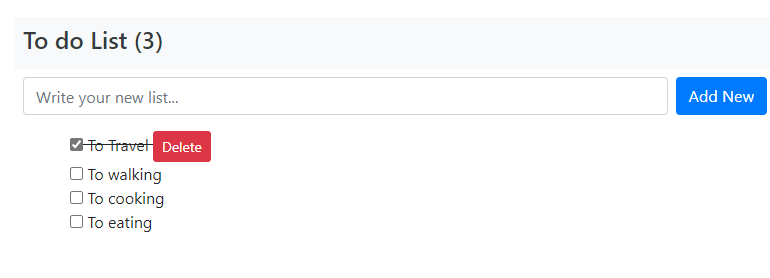 To do List (3)
Write your new list...
Add New
To Travel Delete
To walking
To cooking
To eating